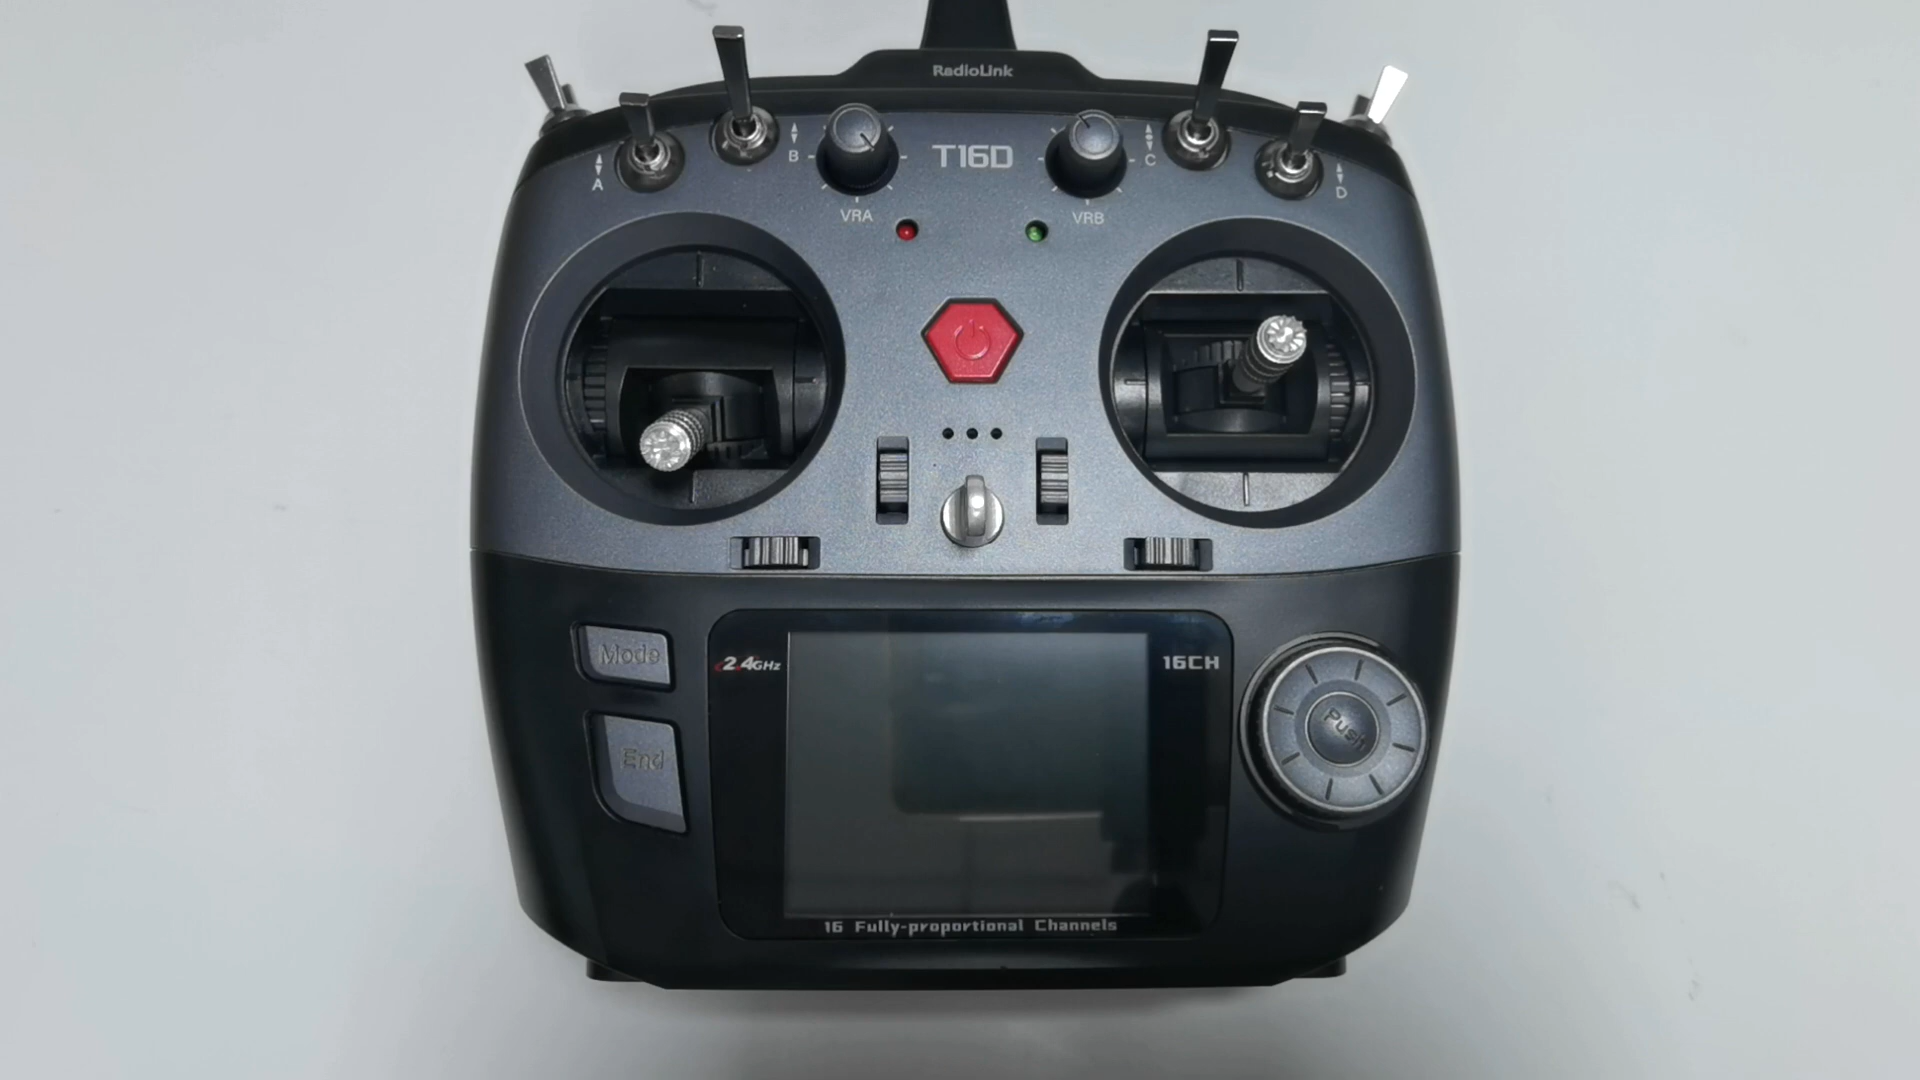 RadioLink
A
B
T16D
C
D
VRA
VRB
Mode
2.4GHz
16CH
Push
End
16 Fully-proportional Channels